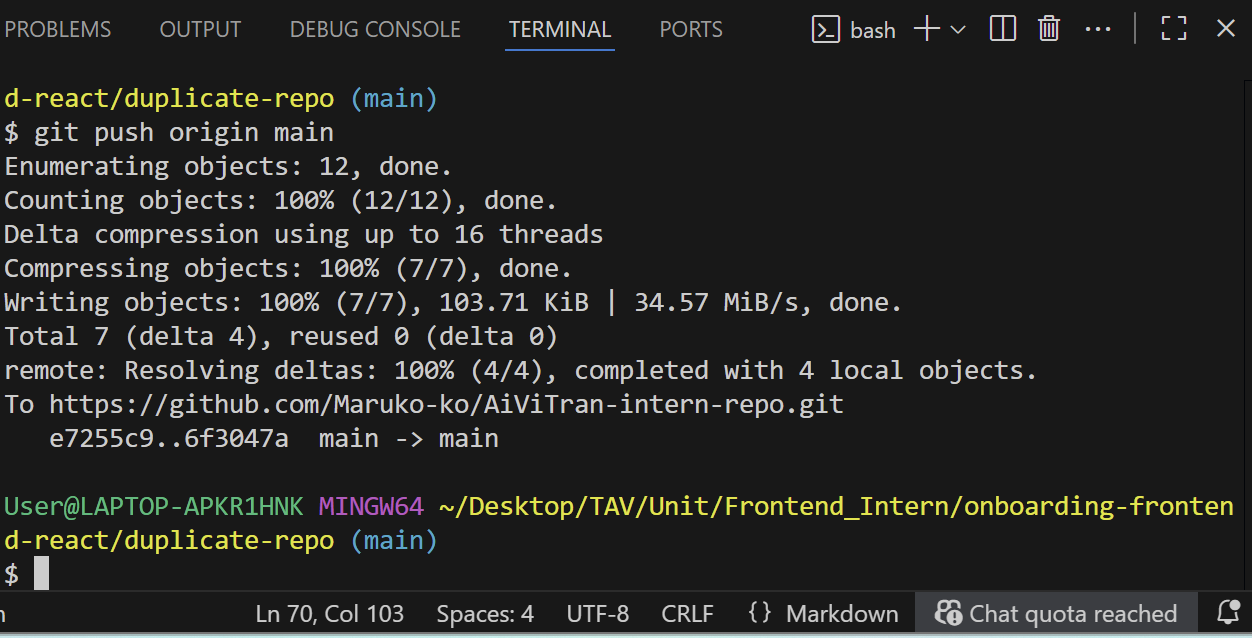 PROBLEMS OUTPUT DEBUG CONSOLE TERMINAL PORTS bash
d-react/duplicate-repo (main)
$ git push origin main
Enumerating objects: 12, done.
Counting objects: 100% (12/12), done.
Delta compression using up to 16 threads
Compressing objects: 100% (7/7), done.
Writing objects: 100% (7/7), 103.71 KiB | 34.57 MiB/s, done.
Total 7 (delta 4), reused 0 (delta 0)
remote: Resolving deltas: 100% (4/4), completed with 4 local objects.
To https://github.com/Maruko-ko/AiViTran-intern-repo.git
   e7255c9..6f3047a  main -> main
User@LAPTOP-APKR1HNK MINGW64 ~/Desktop/TAV/Unit/Frontend_Intern/onboarding-fronten
d-react/duplicate-repo (main)
$
Ln 70, Col 103 Spaces: 4 UTF-8 CRLF {} Markdown Chat quota reached